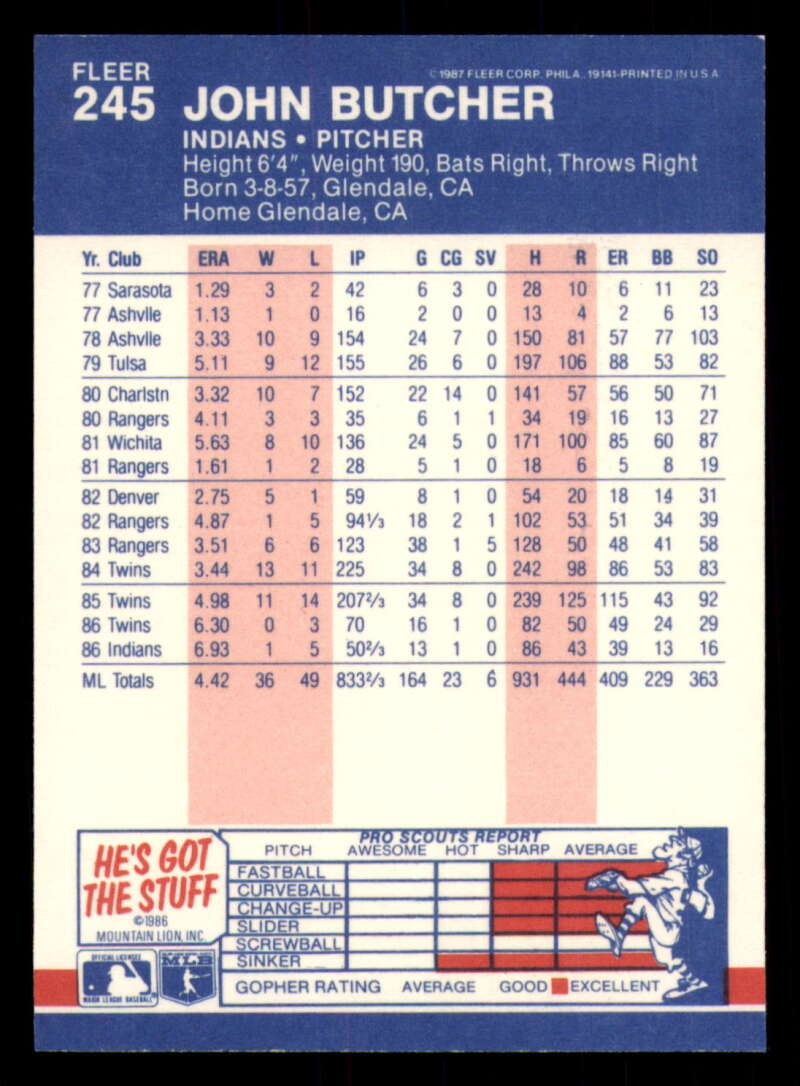 FLEER
© 1987 FLEER CORP. PHILA. 19141-PRINTED IN U S A
245 JOHN BUTCHER
INDIANS • PITCHER
Height 6'4", Weight 190, Bats Right, Throws Right
Born 3-8-57, Glendale, CA
Home Glendale, CA
Yr. Club ERA W L IP G CG SV H R ER BB SO
77 Sarasota 1.29 3 2 42 6 3 0 28 10 6 11 23
77 Ashvlle 1.13 1 0 16 2 0 0 13 4 2 6 13
78 Ashvlle 3.33 10 9 154 24 7 0 150 81 57 77 103
79 Tulsa 5.11 9 12 155 26 6 0 197 106 88 53 82
80 Charlstn 3.32 10 7 152 22 14 0 141 57 56 50 71
80 Rangers 4.11 3 3 35 6 1 1 34 19 16 13 27
81 Wichita 5.63 8 10 136 24 5 0 171 100 85 60 87
81 Rangers 1.61 1 2 28 5 1 0 18 6 5 8 19
82 Denver 2.75 5 1 59 8 1 0 54 20 18 14 31
82 Rangers 4.87 1 5 94⅓ 18 2 1 102 53 51 34 39
83 Rangers 3.51 6 6 123 38 1 5 128 50 48 41 58
84 Twins 3.44 13 11 225 34 8 0 242 98 86 53 83
85 Twins 4.98 11 14 207⅔ 34 8 0 239 125 115 43 92
86 Twins 6.30 0 3 70 16 1 0 82 50 49 24 29
86 Indians 6.93 1 5 50⅔ 13 1 0 86 43 39 13 16
ML Totals 4.42 36 49 833⅔ 164 23 6 931 444 409 229 363
HE'S GOT
THE STUFF
©1986
MOUNTAIN LION, INC.
OFFICIAL LICENSEE
MAJOR LEAGUE BASEBALL
MLB
PRO SCOUTS REPORT
PITCH AWESOME HOT SHARP AVERAGE
FASTBALL
CURVEBALL
CHANGE-UP
SLIDER
SCREWBALL
SINKER
GOPHER RATING AVERAGE GOOD EXCELLENT